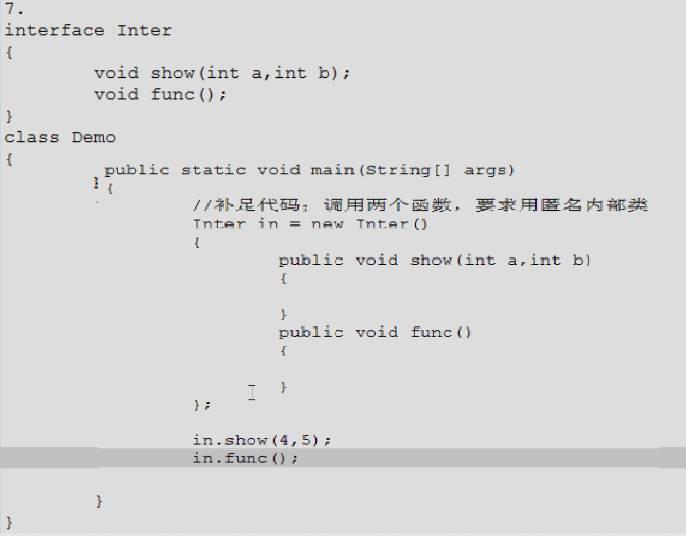 7.
interface Inter
{
void show(int a,int b);
void func();
}
class Demo
{
public static void main(String[] args)
{
//补足代码；调用两个函数，要求用匿名内部类
Inter in = new Inter()
{
public void show(int a,int b)
{
}
public void func()
{
}
};
in.show(4,5);
in.func();
}
}